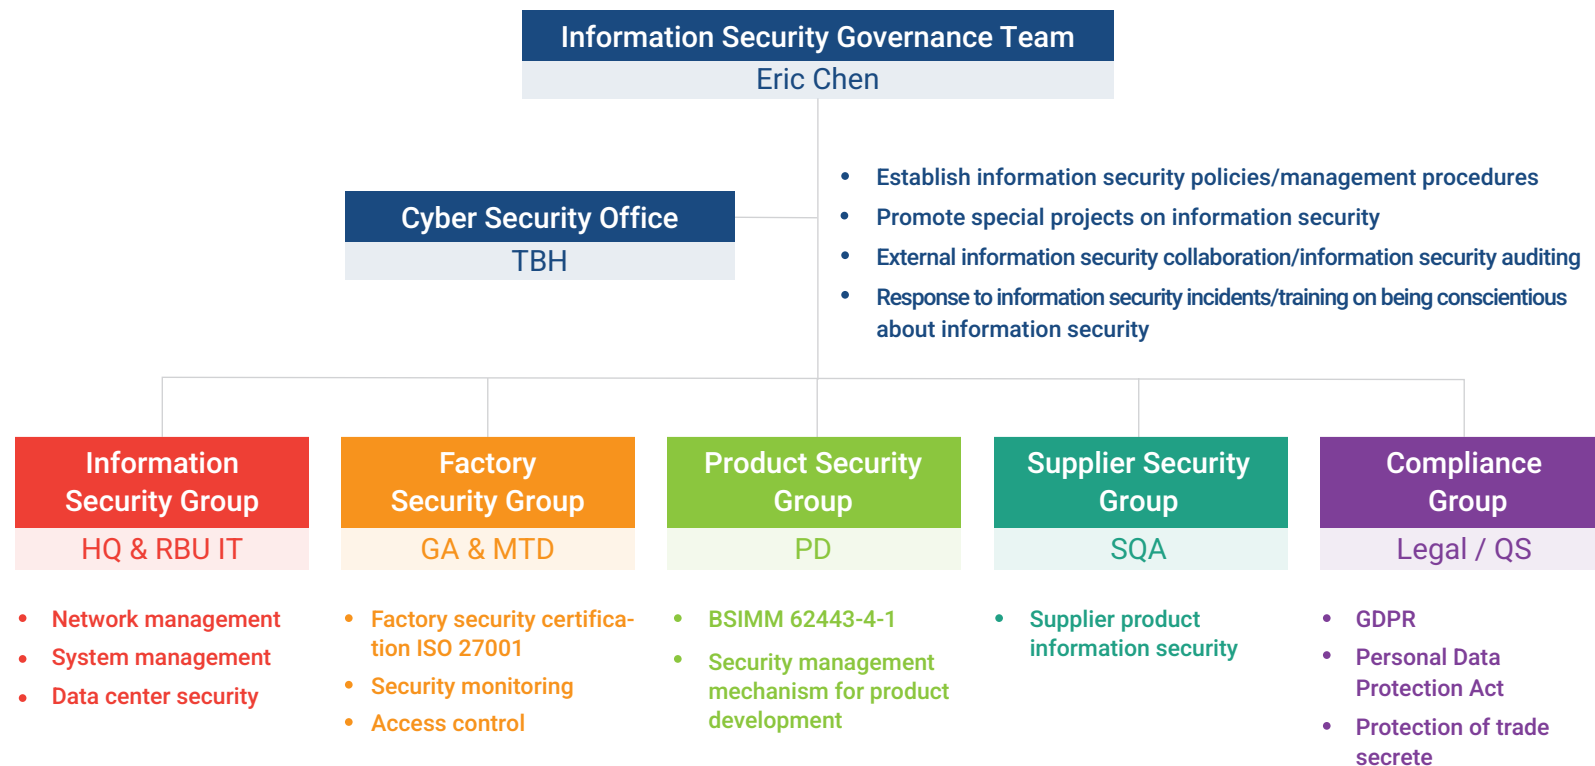 Information Security Governance Team
Eric Chen
Cyber Security Office
TBH
• Establish information security policies/management procedures
• Promote special projects on information security
• External information security collaboration/information security auditing
• Response to information security incidents/training on being conscientious
about information security
Information
Security Group
HQ & RBU IT
• Network management
• System management
• Data center security
Factory
Security Group
GA & MTD
• Factory security certifica-
tion ISO 27001
• Security monitoring
• Access control
Product Security
Group
PD
• BSIMM 62443-4-1
• Security management
mechanism for product
development
Supplier Security
Group
SQA
• Supplier product
information security
Compliance
Group
Legal / QS
• GDPR
• Personal Data
Protection Act
• Protection of trade
secrete